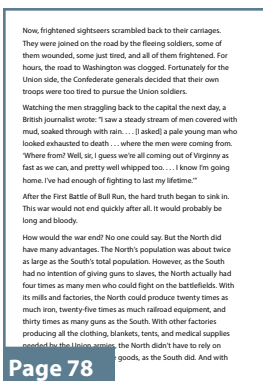 Now, frightened sightseers scrambled back to their carriages.
They were joined on the road by the fleeing soldiers, some of
them wounded, some just tired, and all of them frightened. For
hours, the road to Washington was clogged. Fortunately for the
Union side, the Confederate generals decided that their own
troops were too tired to pursue the Union soldiers.
Watching the men straggling back to the capital the next day, a
British journalist wrote: “I saw a steady stream of men covered with
mud, soaked through with rain. . . . [I asked] a pale young man who
looked exhausted to death . . . where the men were coming from.
‘Where from? Well, sir, I guess we’re all coming out of Virginny as
fast as we can, and pretty well whipped too. . . . I know I’m going
home. I’ve had enough of fighting to last my lifetime.’”
After the First Battle of Bull Run, the hard truth began to sink in.
This war would not end quickly after all. It would probably be
long and bloody.
How would the war end? No one could say. But the North did
have many advantages. The North’s population was about twice
as large as the South’s total population. However, as the South
had no intention of giving guns to slaves, the North actually had
four times as many men who could fight on the battlefields. With
its mills and factories, the North could produce twenty times as
much iron, twenty-five times as much railroad equipment, and
thirty times as many guns as the South. With other factories
producing all the clothing, blankets, tents, and medical supplies
needed by the Union armies, the North didn’t have to rely on
goods, as the South did. And with
Page 78